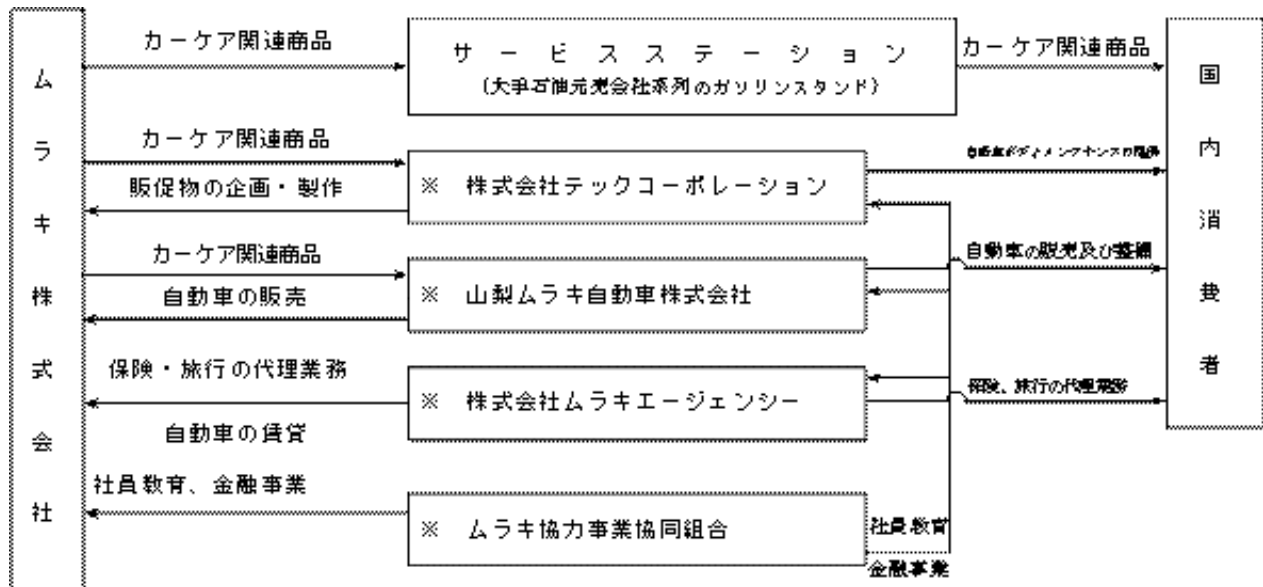 ムラキ株式会社
カーケア関連商品
サービスステーション
(大手石油元売会社系列のガソリンスタンド)
カーケア関連商品
国内消費者
カーケア関連商品
販促物の企画・製作
※ 株式会社テックコーポレーション
カーケア関連商品
自動車の販売
※ 山梨ムラキ自動車株式会社
自動車の販売及び整備
保険・旅行の代理業務
自動車の賃貸
※ 株式会社ムラキエージェンシー
保険、旅行の代理業務
社員教育、金融事業
※ ムラキ協力事業協同組合
社員教育
金融事業